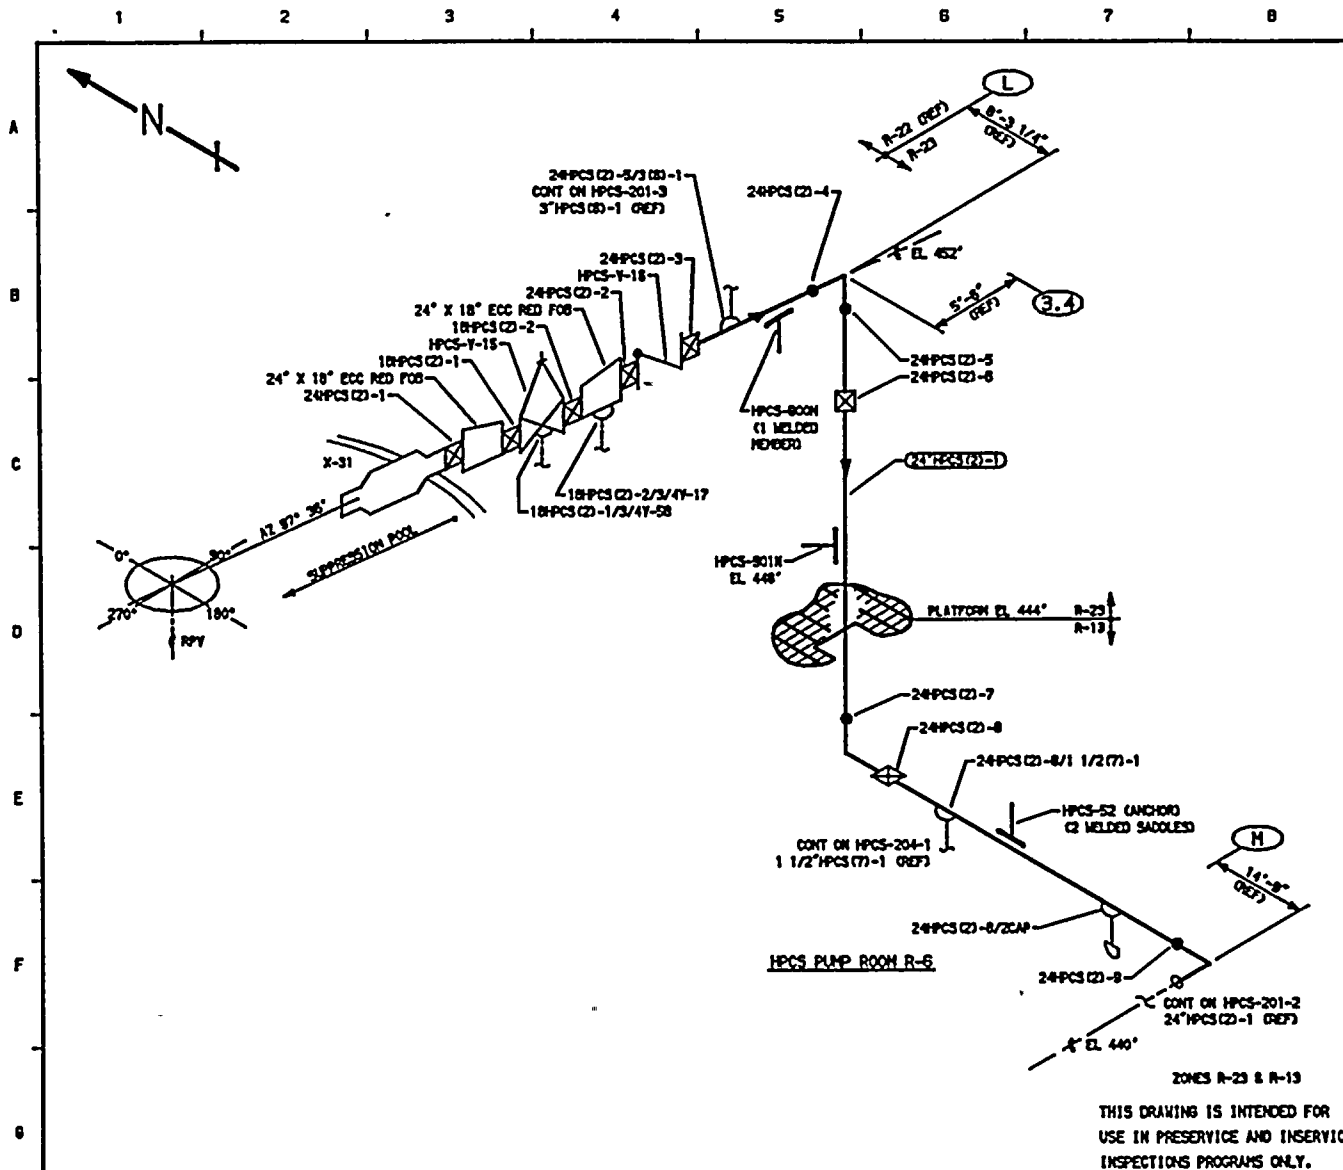 1 2 3 4 5 6 7 8
A
B
C
D
E
F
G
N
L
8'-3 1/4"
(REF)
R-22 (REF)
R-23
24HPCS(2)-5/3(8)-1
CONT ON HPCS-201-3
3"HPCS(8)-1 (REF)
24HPCS(2)-4
24HPCS(2)-3
HPCS-V-16
24HPCS(2)-2
24" X 18" ECC RED FOB
18HPCS(2)-2
HPCS-V-15
18HPCS(2)-1
24" X 18" ECC RED FOB
24HPCS(2)-1
EL 452'
5'-6"
(REF)
3.4
24HPCS(2)-5
24HPCS(2)-6
HPCS-900N
(1 WELDED
MEMBER)
24"HPCS(2)-1
X-31
18HPCS(2)-2/3/4V-17
18HPCS(2)-1/3/4V-58
AZ 87° 36'
SUPPRESSION POOL
0°
90°
270°
180°
RPV
HPCS-901N
EL 448'
PLATFORM EL 444'
R-23
R-13
24HPCS(2)-7
24HPCS(2)-8
24HPCS(2)-8/1 1/2(7)-1
HPCS-52 (ANCHOR)
(2 WELDED SADDLES)
CONT ON HPCS-204-1
1 1/2"HPCS(7)-1 (REF)
M
14'-9"
(REF)
24HPCS(2)-8/2CAP
HPCS PUMP ROOM R-6
24HPCS(2)-9
CONT ON HPCS-201-2
24"HPCS(2)-1 (REF)
EL 440'
ZONES R-23 & R-13
THIS DRAWING IS INTENDED FOR
USE IN PRESERVICE AND INSERVIC
INSPECTIONS PROGRAMS ONLY.